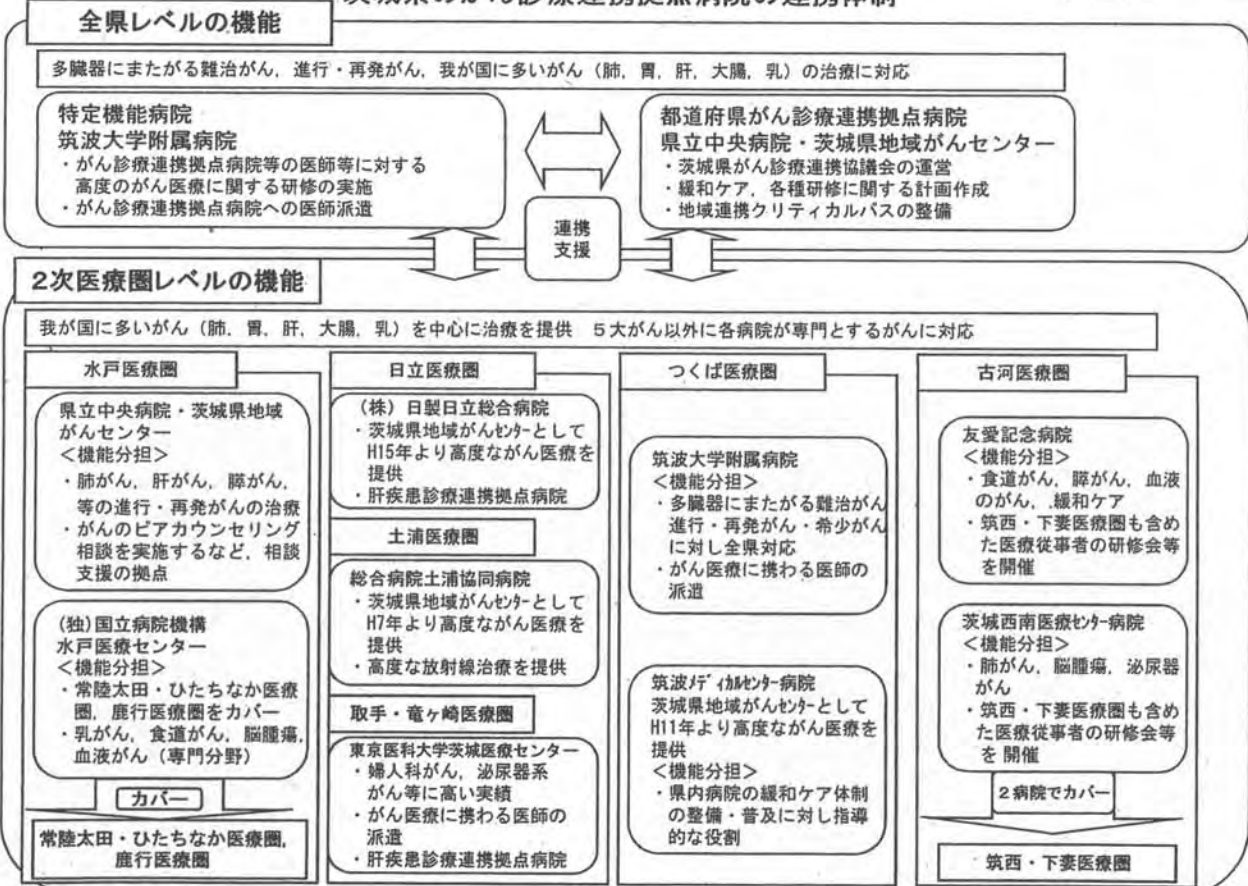 茨城県のがん診療連携拠点病院の連携体制
全県レベルの機能
多臓器にまたがる難治がん，進行・再発がん，我が国に多いがん（肺，胃，肝，大腸，乳）の治療に対応
特定機能病院
筑波大学附属病院
・がん診療連携拠点病院等の医師等に対する
高度のがん医療に関する研修の実施
・がん診療連携拠点病院への医師派遣
都道府県がん診療連携拠点病院
県立中央病院・茨城県地域がんセンター
・茨城県がん診療連携協議会の運営
・緩和ケア，各種研修に関する計画作成
・地域連携クリティカルパスの整備
連携
支援
2次医療圏レベルの機能
我が国に多いがん（肺，胃，肝，大腸，乳）を中心に治療を提供　５大がん以外に各病院が専門とするがんに対応
水戸医療圏
県立中央病院・茨城県地域
がんセンター
＜機能分担＞
・肺がん，肝がん，膵がん，
等の進行・再発がんの治療
・がんのピアカウンセリング
相談を実施するなど，相談
支援の拠点
(独)国立病院機構
水戸医療センター
＜機能分担＞
・常陸太田・ひたちなか医療
圏，鹿行医療圏をカバー
・乳がん，食道がん，脳腫瘍，
血液がん（専門分野）
カバー
常陸太田・ひたちなか医療圏，
鹿行医療圏
日立医療圏
（株）日製日立総合病院
・茨城県地域がんｾﾝﾀｰとして
H15年より高度ながん医療を
提供
・肝疾患診療連携拠点病院
土浦医療圏
総合病院土浦協同病院
・茨城県地域がんｾﾝﾀｰとして
H7年より高度ながん医療を
提供
・高度な放射線治療を提供
取手・竜ヶ崎医療圏
東京医科大学茨城医療センター
・婦人科がん，泌尿器系
がん等に高い実績
・がん医療に携わる医師の
派遣
・肝疾患診療連携拠点病院
つくば医療圏
筑波大学附属病院
＜機能分担＞
・多臓器にまたがる難治がん
進行・再発がん・希少がん
に対し全県対応
・がん医療に携わる医師の
派遣
筑波ﾒﾃﾞｨｶﾙｾﾝﾀｰ病院
茨城県地域がんｾﾝﾀｰとして
H11年より高度ながん医療を
提供
＜機能分担＞
・県内病院の緩和ケア体制
の整備・普及に対し指導
的な役割
古河医療圏
友愛記念病院
＜機能分担＞
・食道がん，膵がん，血液
のがん，緩和ケア
・筑西・下妻医療圏も含め
た医療従事者の研修会等
を開催
茨城西南医療ｾﾝﾀｰ病院
＜機能分担＞
・肺がん，脳腫瘍，泌尿器
がん
・筑西・下妻医療圏も含め
た医療従事者の研修会等
を 開催
２病院でカバー
筑西・下妻医療圏